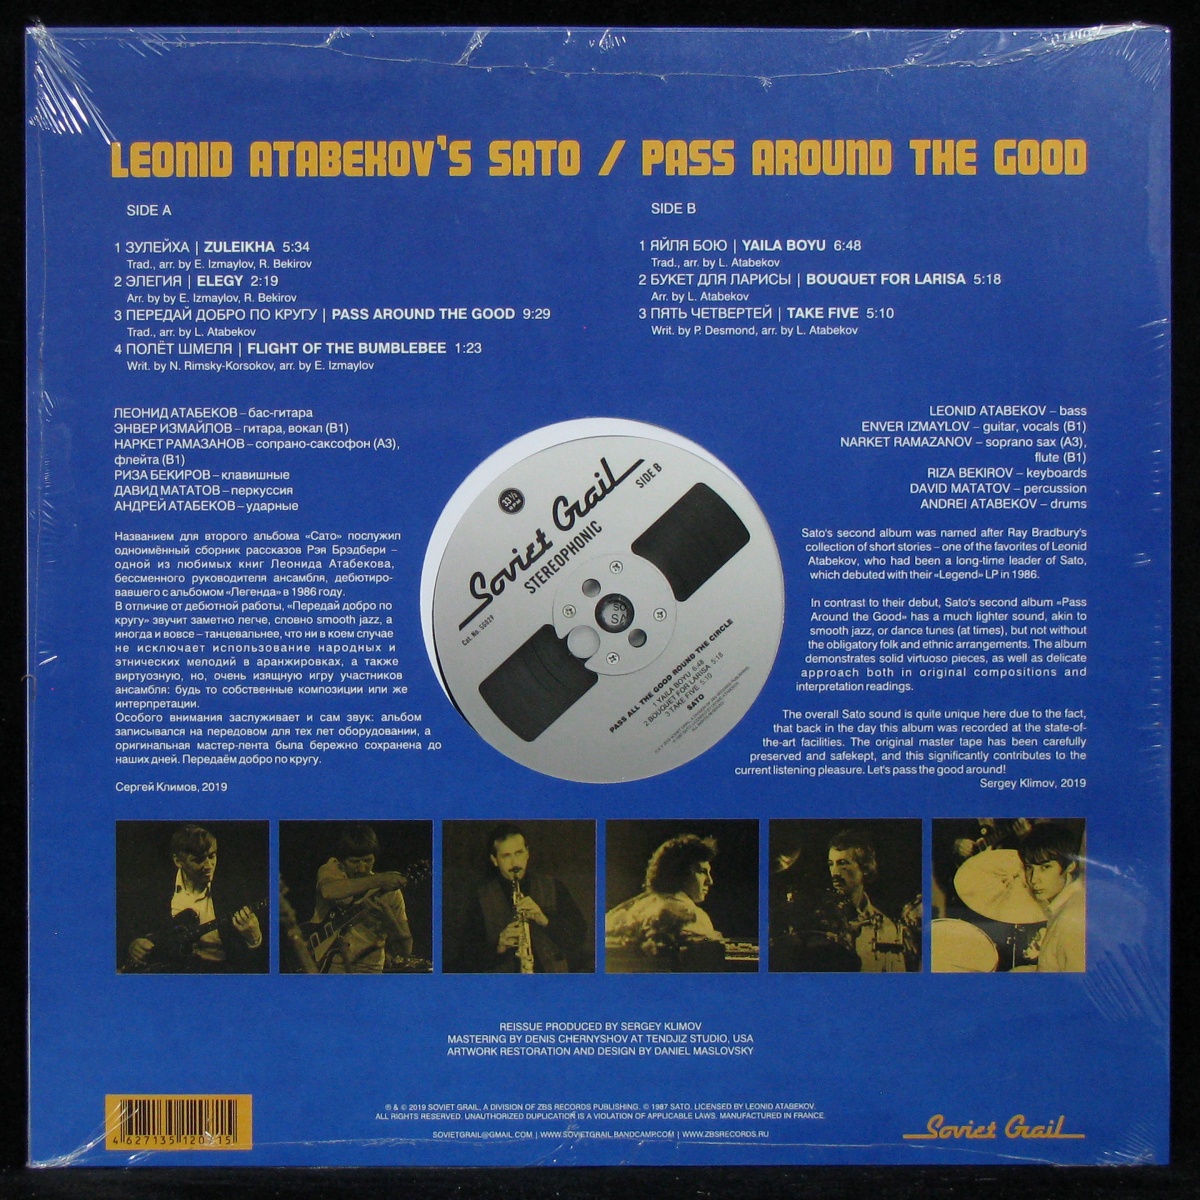 LEONID ATABEKOV'S SATO / PASS AROUND THE GOOD
SIDE A
1 ЗУЛЕЙХА | ZULEIKHA 5:34
Trad., arr. by E. Izmaylov, R. Bekirov
2 ЭЛЕГИЯ | ELEGY 2:19
Arr. by by E. Izmaylov, R. Bekirov
3 ПЕРЕДАЙ ДОБРО ПО КРУГУ | PASS AROUND THE GOOD 9:29
Trad., arr. by L. Atabekov
4 ПОЛЁТ ШМЕЛЯ | FLIGHT OF THE BUMBLEBEE 1:23
Writ. by N. Rimsky-Korsokov, arr. by E. Izmaylov
SIDE B
1 ЯЙЛЯ БОЮ | YAILA BOYU 6:48
Trad., arr. by L. Atabekov
2 БУКЕТ ДЛЯ ЛАРИСЫ | BOUQUET FOR LARISA 5:18
Arr. by L. Atabekov
3 ПЯТЬ ЧЕТВЕРТЕЙ | TAKE FIVE 5:10
Writ. by P. Desmond, arr. by L. Atabekov
ЛЕОНИД АТАБЕКОВ – бас-гитара
ЭНВЕР ИЗМАЙЛОВ – гитара, вокал (B1)
НАРКЕТ РАМАЗАНОВ – сопрано-саксофон (A3),
флейта (B1)
РИЗА БЕКИРОВ – клавишные
ДАВИД МАТАТОВ – перкуссия
АНДРЕЙ АТАБЕКОВ – ударные
LEONID ATABEKOV – bass
ENVER IZMAYLOV – guitar, vocals (B1)
NARKET RAMAZANOV – soprano sax (A3),
flute (B1)
RIZA BEKIROV – keyboards
DAVID MATATOV – percussion
ANDREI ATABEKOV – drums
Названием для второго альбома «Сато» послужил
одноимённый сборник рассказов Рэя Брэдбери –
одной из любимых книг Леонида Атабекова,
бессменного руководителя ансамбля, дебютиро-
вавшего с альбомом «Легенда» в 1986 году.
В отличие от дебютной работы, «Передай добро по
кругу» звучит заметно легче, словно smooth jazz, а
иногда и вовсе – танцевальнее, что ни в коем случае
не исключает использование народных и
этнических мелодий в аранжировках, а также
виртуозную, но, очень изящную игру участников
ансамбля: будь то собственные композиции или же
интерпретации.
Особого внимания заслуживает и сам звук: альбом
записывался на передовом для тех лет оборудовании, а
оригинальная мастер-лента была бережно сохранена до
наших дней. Передаём добро по кругу.
Сергей Климов, 2019
Sato's second album was named after Ray Bradbury's
collection of short stories – one of the favorites of Leonid
Atabekov, who had been a long-time leader of Sato,
which debuted with their «Legend» LP in 1986.
In contrast to their debut, Sato's second album «Pass
Around the Good» has a much lighter sound, akin to
smooth jazz, or dance tunes (at times), but not without
the obligatory folk and ethnic arrangements. The album
demonstrates solid virtuoso pieces, as well as delicate
approach both in original compositions and
interpretation readings.
The overall Sato sound is quite unique here due to the fact,
that back in the day this album was recorded at the state-of-
the-art facilities. The original master tape has been carefully
preserved and safekept, and this significantly contributes to the
current listening pleasure. Let's pass the good around!
Sergey Klimov, 2019
33 1/3
RPM
Soviet Grail
SIDE B
STEREOPHONIC
Cat. No. SG029
PASS ALL THE GOOD ROUND THE CIRCLE
1 YAILA BOYU 6:48
2 BOUQUET FOR LARISA 5:18
3 TAKE FIVE 5:10
SATO
REISSUE PRODUCED BY SERGEY KLIMOV
MASTERING BY DENIS CHERNYSHOV AT TENDJIZ STUDIO, USA
ARTWORK RESTORATION AND DESIGN BY DANIEL MASLOVSKY
℗ & © 2019 SOVIET GRAIL, A DIVISION OF ZBS RECORDS PUBLISHING. © 1987 SATO. LICENSED BY LEONID ATABEKOV.
ALL RIGHTS RESERVED. UNAUTHORIZED DUPLICATION IS A VIOLATION OF APPLICABLE LAWS. MANUFACTURED IN FRANCE.
SOVIETGRAIL@GMAIL.COM | WWW.SOVIETGRAIL.BANDCAMP.COM | WWW.ZBSRECORDS.RU
4 627135 120715
Soviet Grail